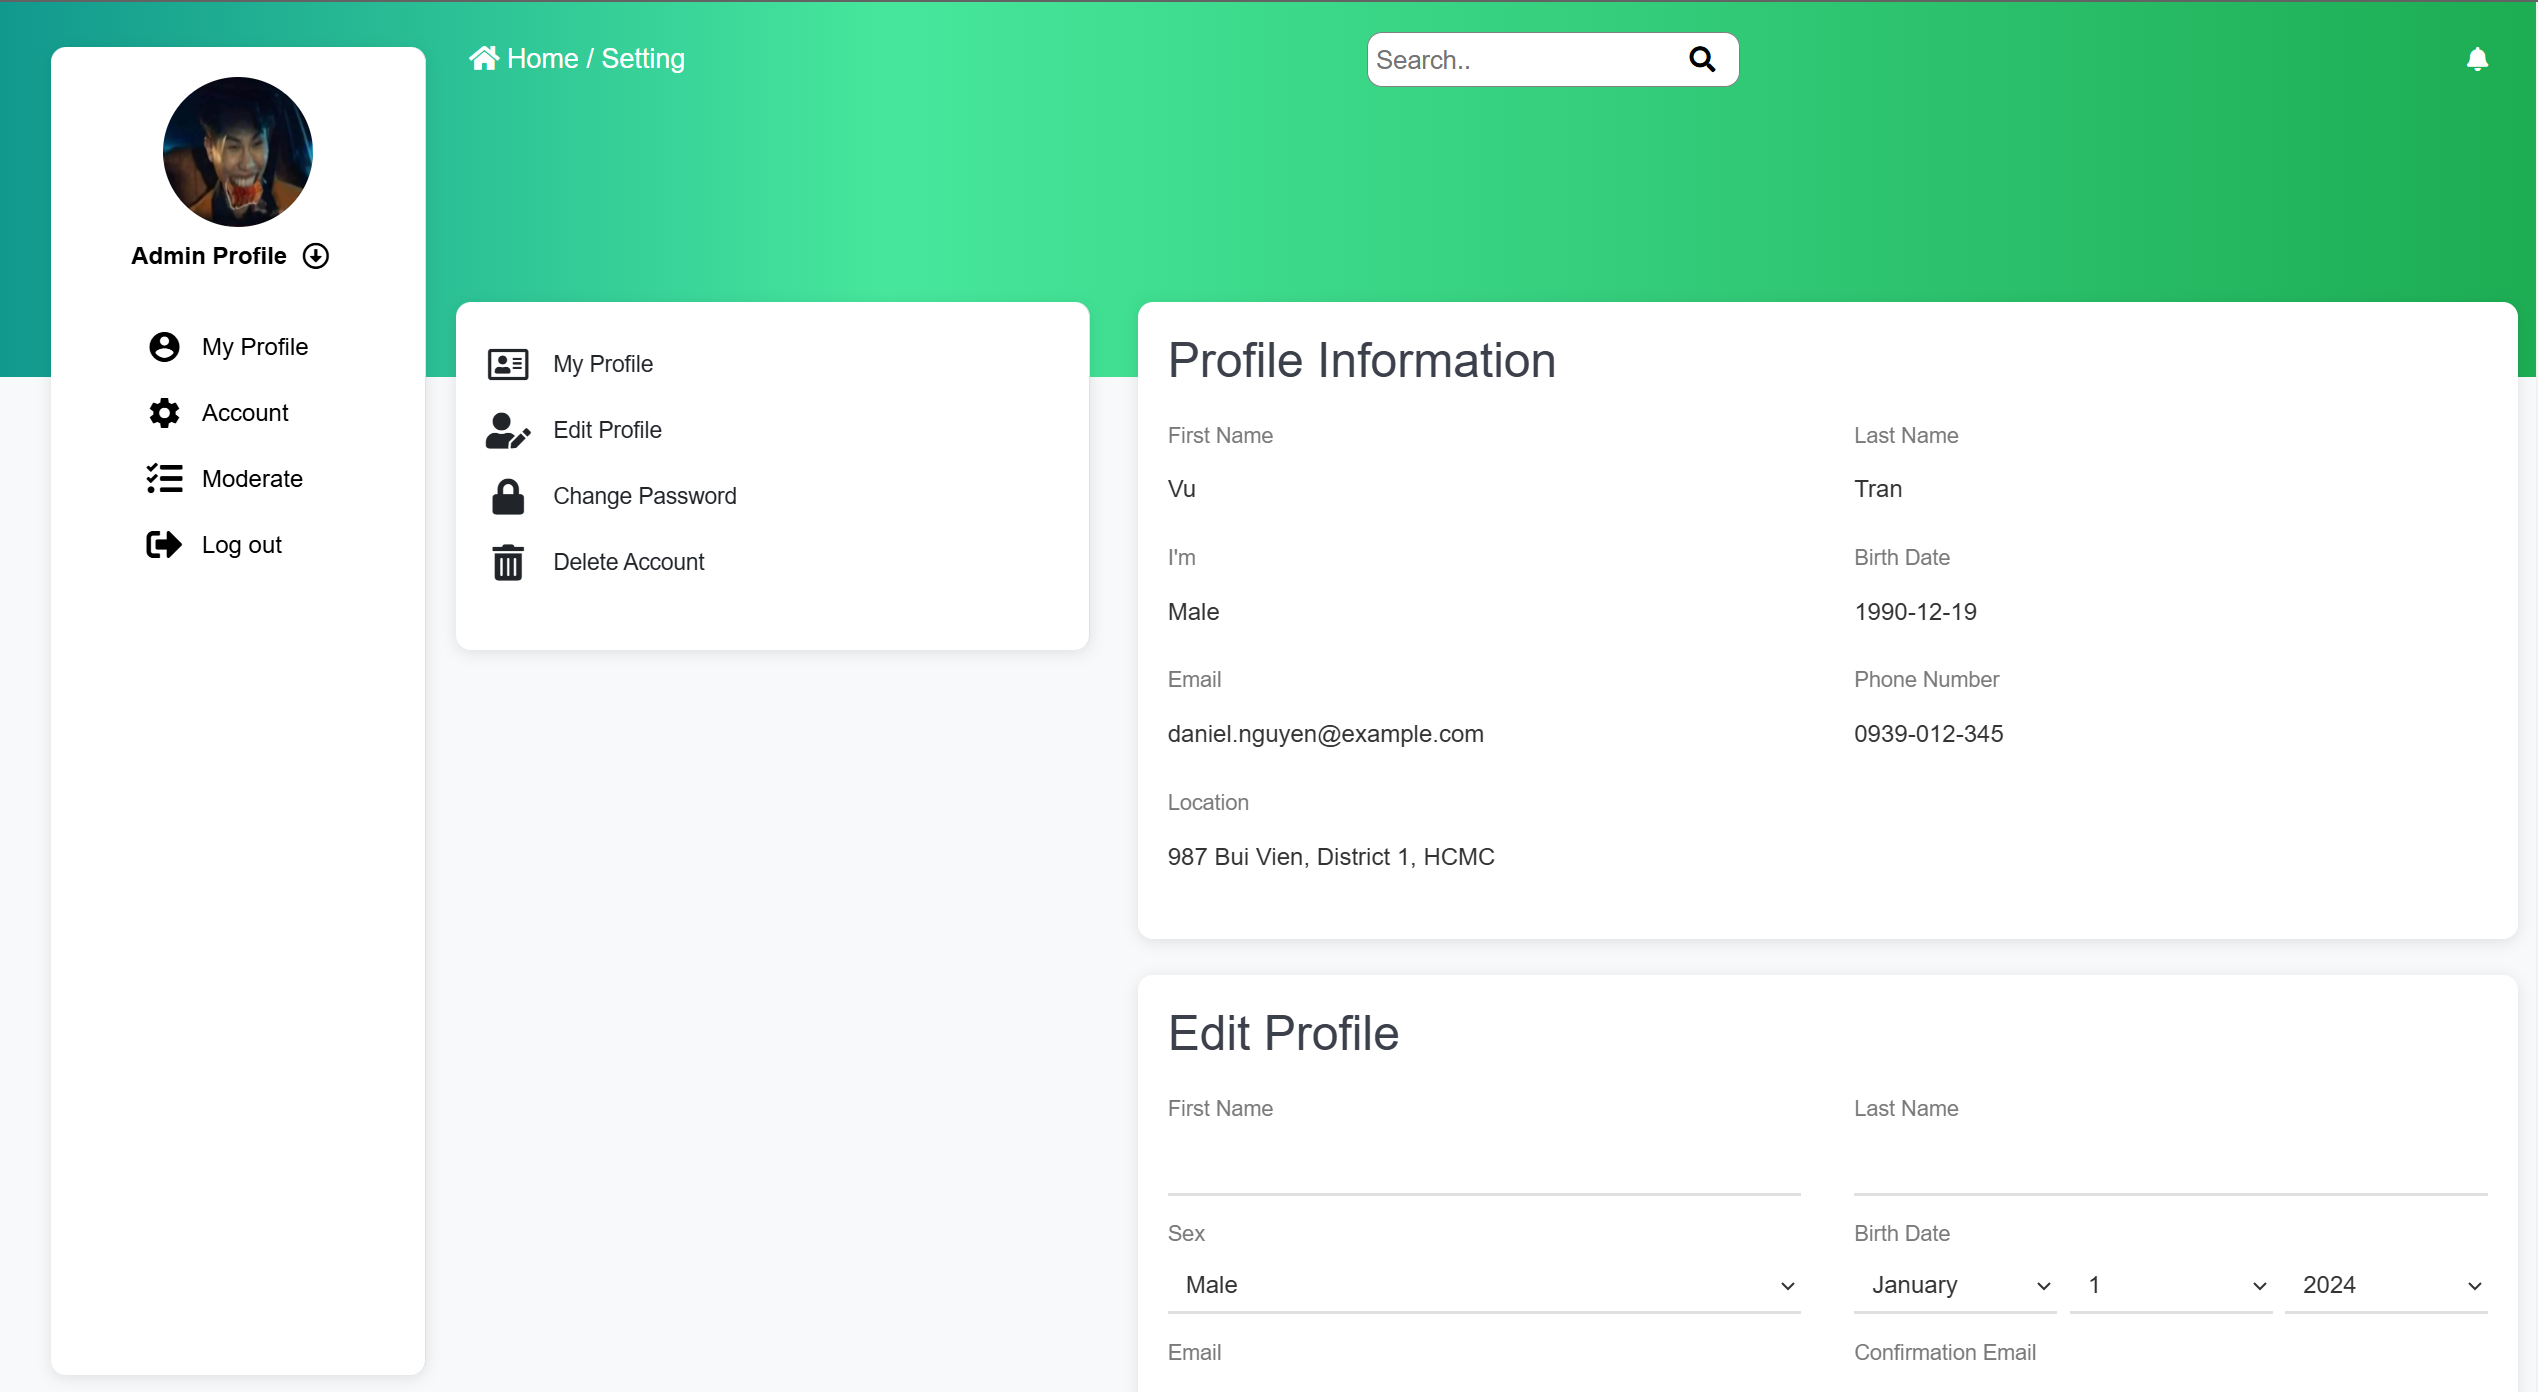 Home / Setting
Search..
Admin Profile
My Profile
Account
Moderate
Log out
My Profile
Edit Profile
Change Password
Delete Account
Profile Information
First Name
Last Name
Vu
Tran
I'm
Birth Date
Male
1990-12-19
Email
Phone Number
daniel.nguyen@example.com
0939-012-345
Location
987 Bui Vien, District 1, HCMC
Edit Profile
First Name
Last Name
Sex
Birth Date
Male
January
1
2024
Email
Confirmation Email